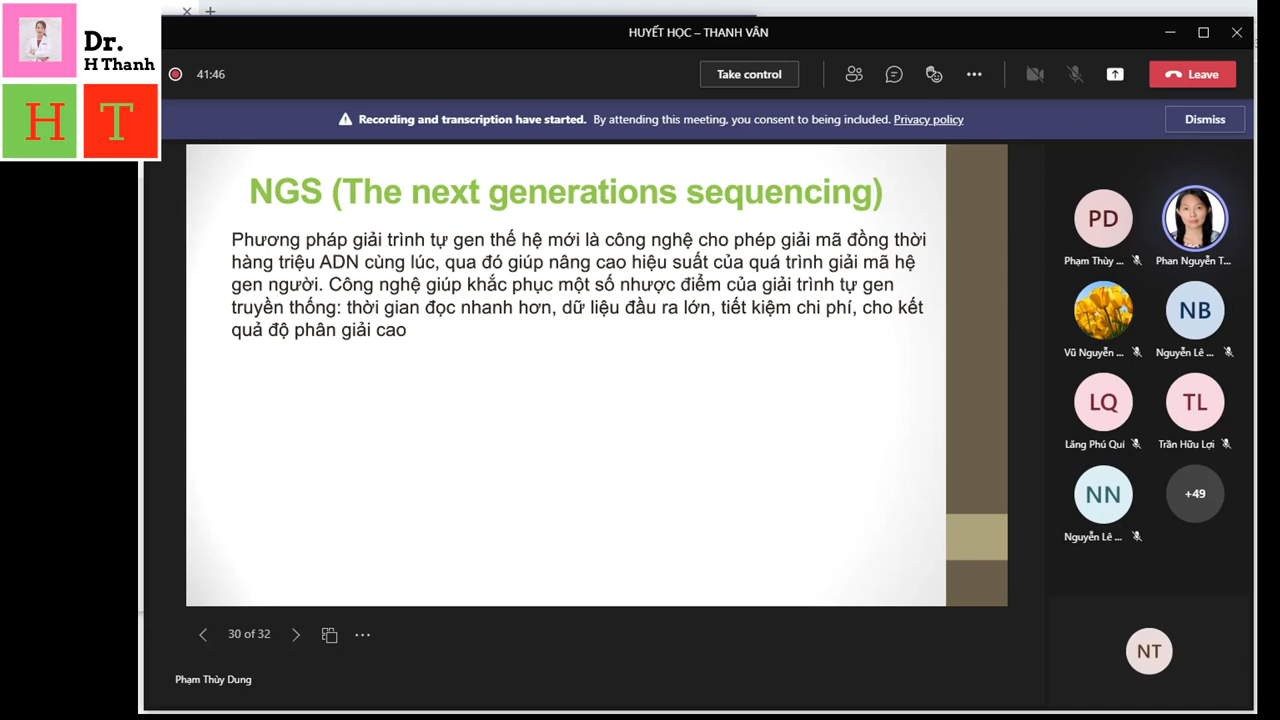 Dr.
H Thanh
H T
HUYẾT HỌC – THANH VÂN
41:46
Take control
Leave
Recording and transcription have started. By attending this meeting, you consent to being included. Privacy policy
Dismiss
NGS (The next generations sequencing)
Phương pháp giải trình tự gen thế hệ mới là công nghệ cho phép giải mã đồng thời
hàng triệu ADN cùng lúc, qua đó giúp nâng cao hiệu suất của quá trình giải mã hệ
gen người. Công nghệ giúp khắc phục một số nhược điểm của giải trình tự gen
truyền thống: thời gian đọc nhanh hơn, dữ liệu đầu ra lớn, tiết kiệm chi phí, cho kết
quả độ phân giải cao
PD
Phạm Thùy ...
Phan Nguyễn T...
Vũ Nguyễn ...
NB
Nguyễn Lê ...
LQ
Lăng Phú Quí
TL
Trần Hữu Lợi
NN
Nguyễn Lê ...
+49
NT
30 of 32
Phạm Thùy Dung